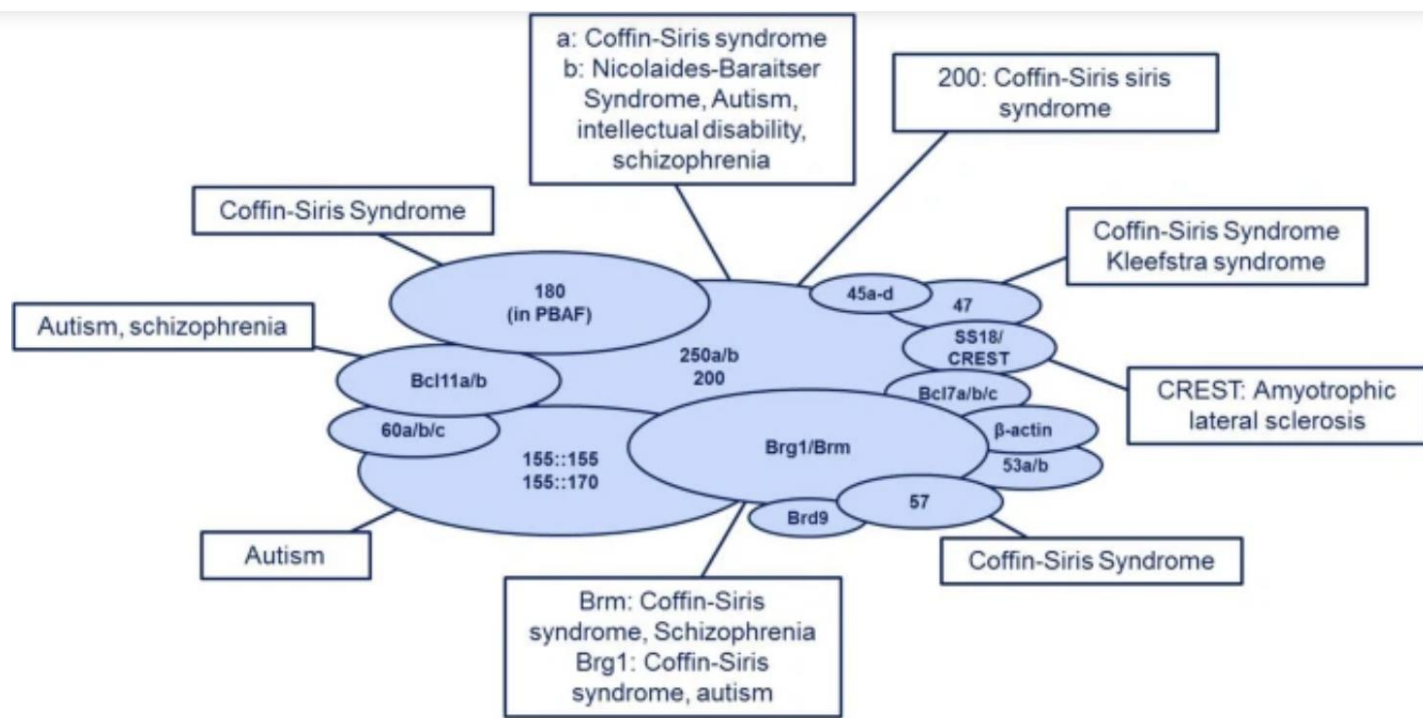 a: Coffin-Siris syndrome
b: Nicolaides-Baraitser
Syndrome, Autism,
intellectual disability,
schizophrenia
200: Coffin-Siris siris
syndrome
Coffin-Siris Syndrome
Coffin-Siris Syndrome
Kleefstra syndrome
180
(in PBAF)
45a-d
47
Autism, schizophrenia
SS18/
CREST
250a/b
200
Bcl11a/b
Bcl7a/b/c
CREST: Amyotrophic
lateral sclerosis
60a/b/c
β-actin
Brg1/Brm
53a/b
155::155
155::170
57
Brd9
Autism
Coffin-Siris Syndrome
Brm: Coffin-Siris
syndrome, Schizophrenia
Brg1: Coffin-Siris
syndrome, autism